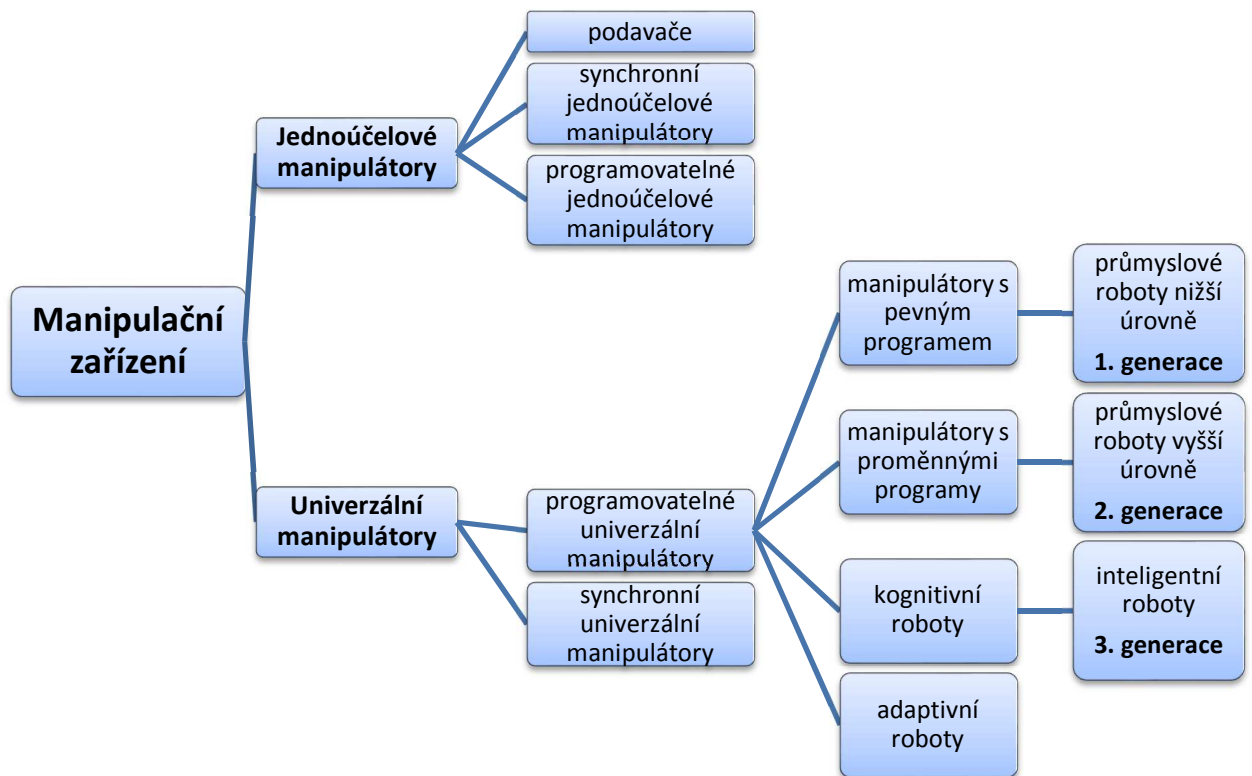 Manipulační
zařízení
Jednoúčelové
manipulátory
podavače
synchronní
jednoúčelové
manipulátory
programovatelné
jednoúčelové
manipulátory
Univerzální
manipulátory
programovatelné
univerzální
manipulátory
manipulátory s
pevným
programem
průmyslové
roboty nižší
úrovně
1. generace
manipulátory s
proměnnými
programy
průmyslové
roboty vyšší
úrovně
2. generace
kognitivní
roboty
inteligentní
roboty
3. generace
adaptivní
roboty
synchronní
univerzální
manipulátory